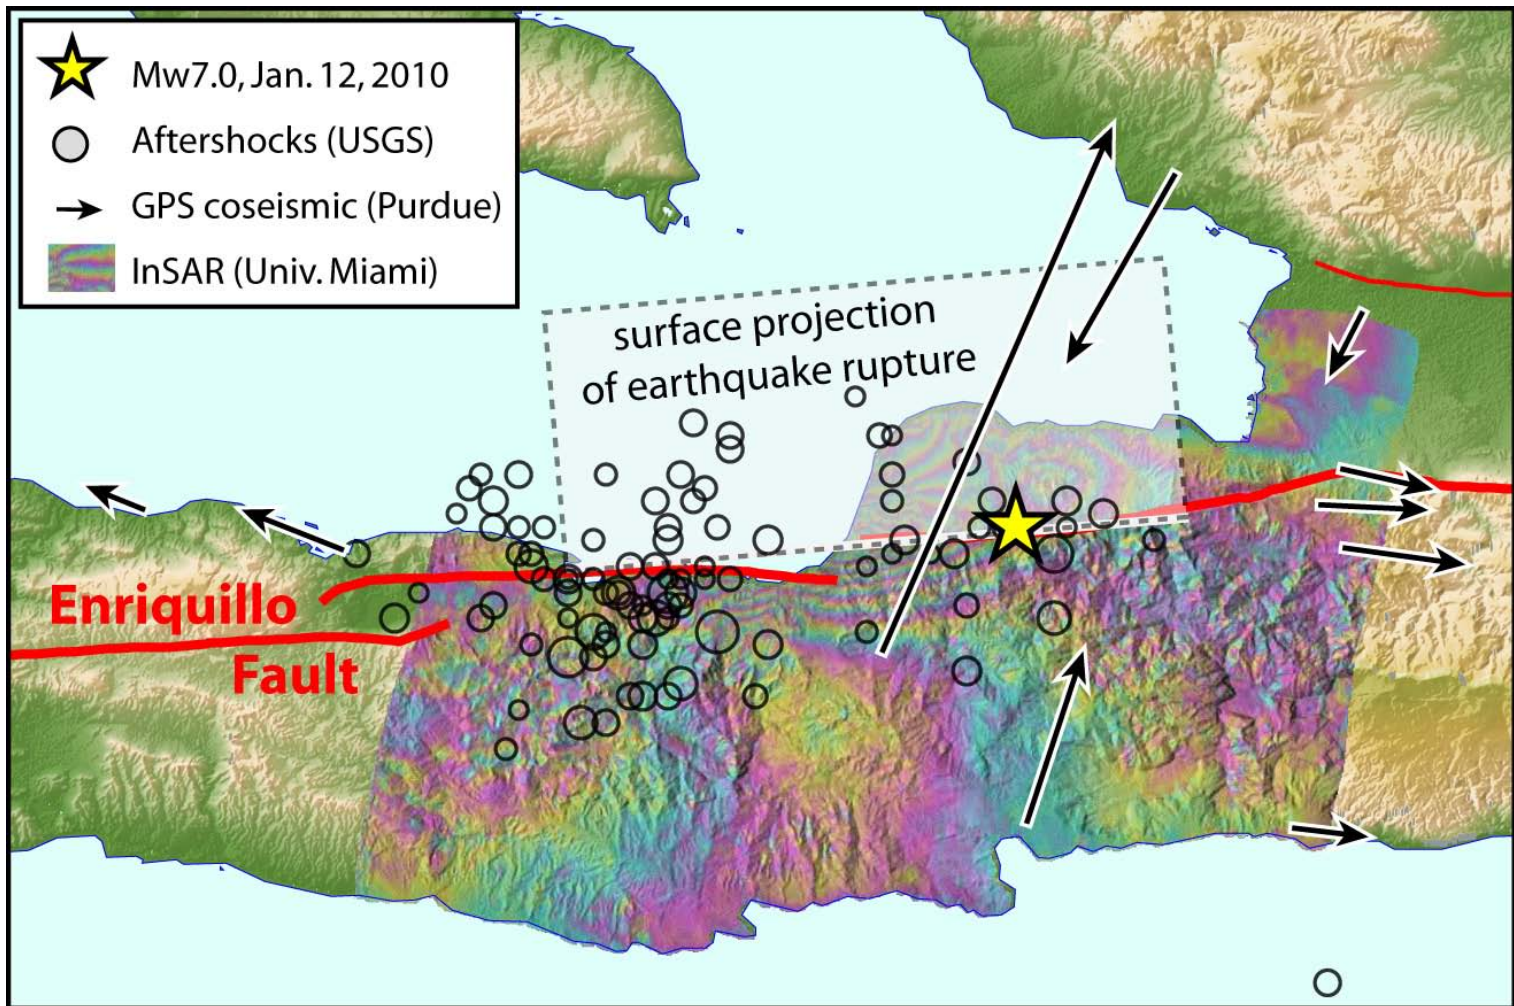 Mw7.0, Jan. 12, 2010
Aftershocks (USGS)
GPS coseismic (Purdue)
InSAR (Univ. Miami)
surface projection
of earthquake rupture
Enriquillo
Fault